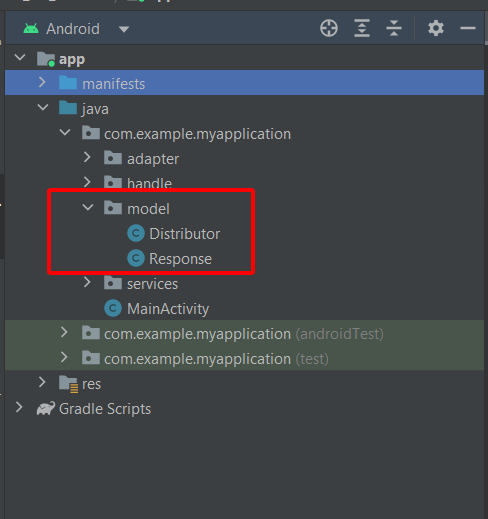 Android
app
manifests
java
com.example.myapplication
adapter
handle
model
Distributor
Response
services
MainActivity
com.example.myapplication (androidTest)
com.example.myapplication (test)
res
Gradle Scripts